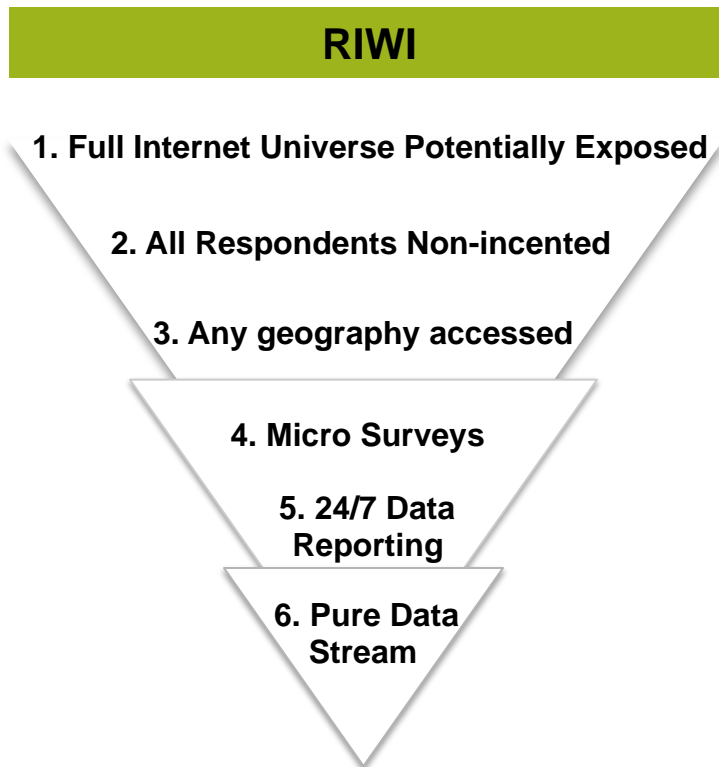 RIWI
1. Full Internet Universe Potentially Exposed
2. All Respondents Non-incented
3. Any geography accessed
4. Micro Surveys
5. 24/7 Data
Reporting
6. Pure Data
Stream